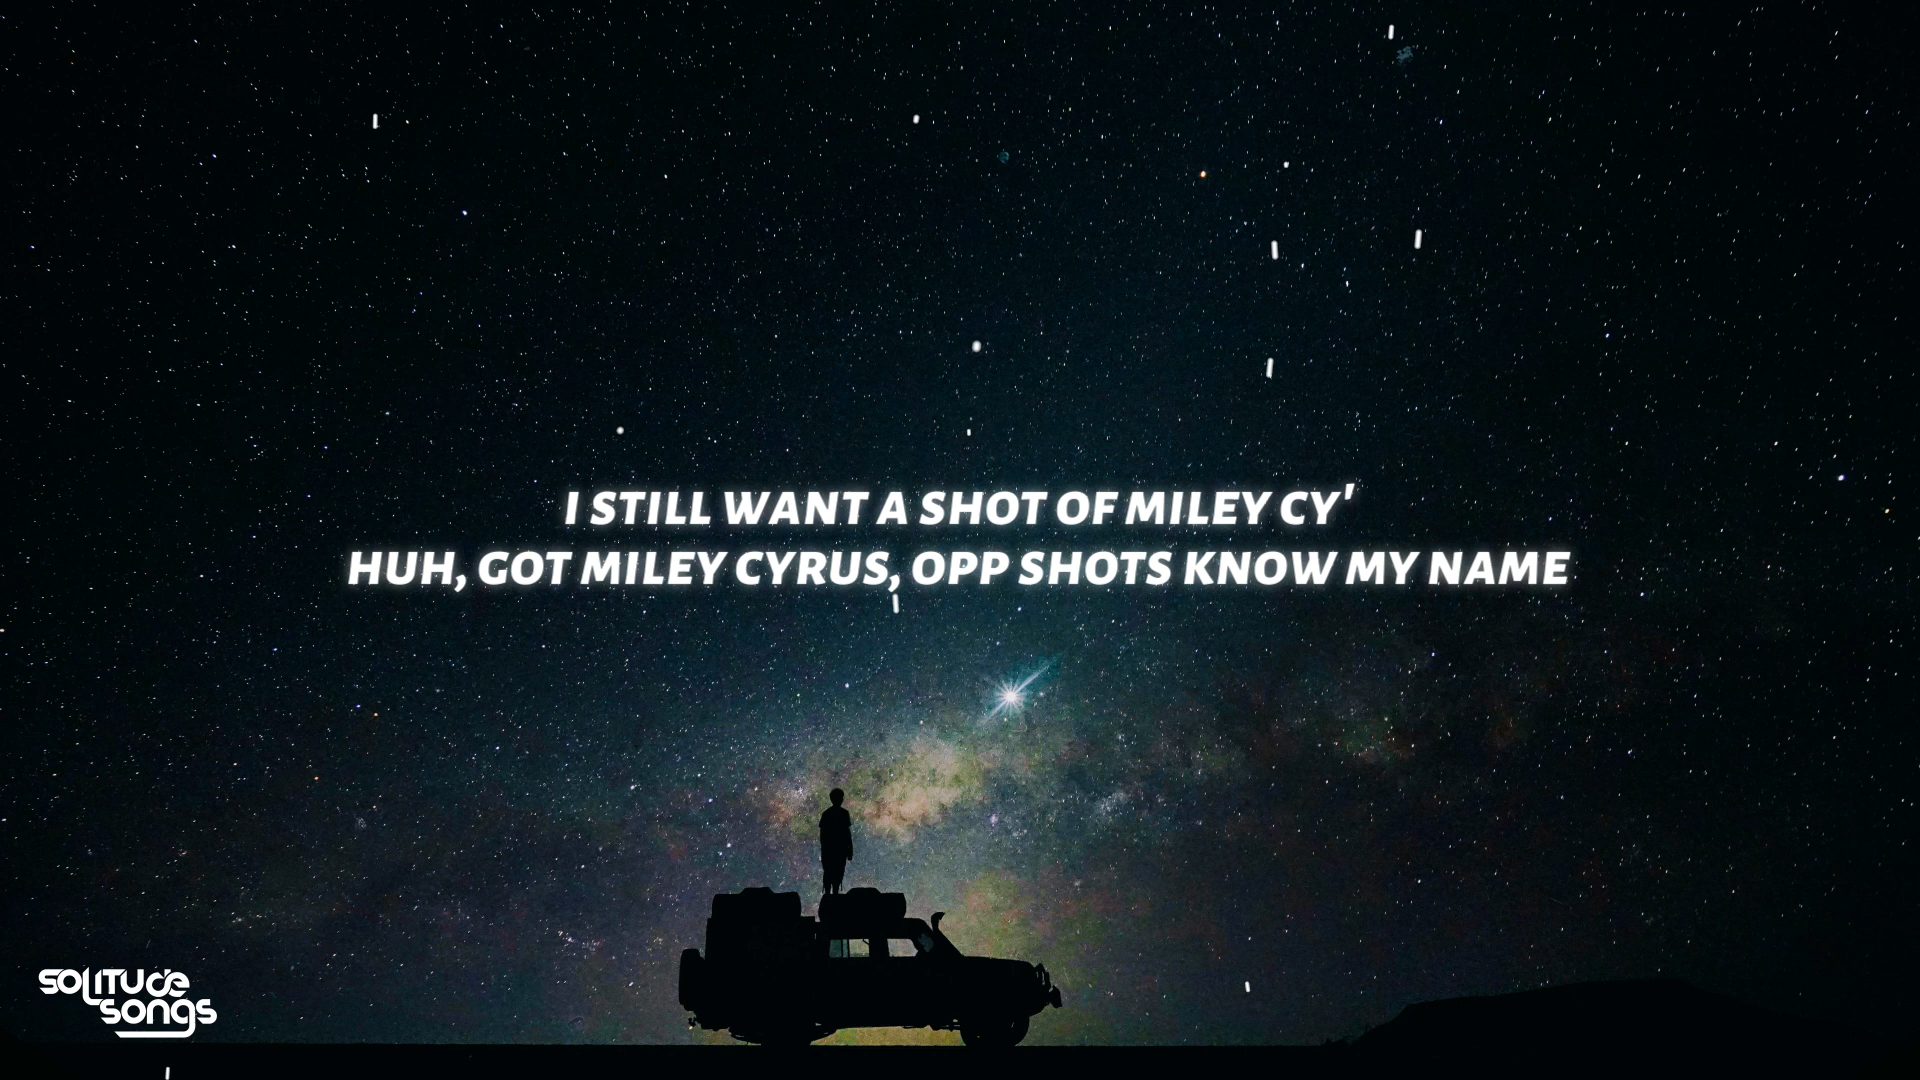 I STILL WANT A SHOT OF MILEY CY'
HUH, GOT MILEY CYRUS, OPP SHOTS KNOW MY NAME
SOLITUDE
SONGS